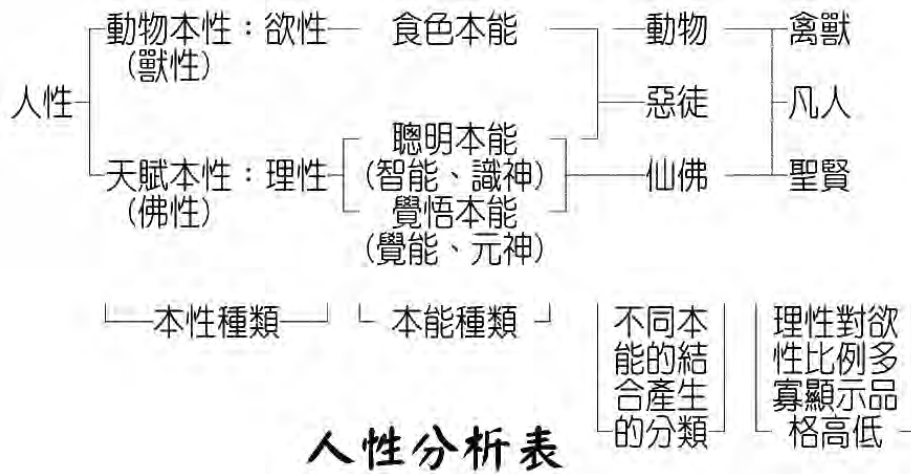 動物本性：欲性 食色本能 動物 禽獸
(獸性)
人性 惡徒 凡人
聰明本能
天賦本性：理性 (智能、識神) 仙佛 聖賢
(佛性) 覺悟本能
(覺能、元神)
本性種類 本能種類 不同本能的結合產生的分類 理性對欲性比例多寡顯示品格高低
人性分析表